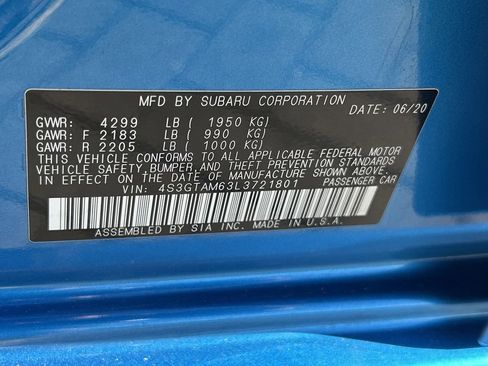 MFD BY SUBARU CORPORATION
DATE: 06/20
GVWR: 4299 LB ( 1950 KG)
GAWR: F 2183 LB ( 990 KG)
GAWR: R 2205 LB ( 1000 KG)
THIS VEHICLE CONFORMS TO ALL APPLICABLE FEDERAL MOTOR
VEHICLE SAFETY,BUMPER,AND THEFT PREVENTION STANDARDS
IN EFFECT ON THE DATE OF MANUFACTURE SHOWN ABOVE.
VIN: 4S3GTAM63L3721801 PASSENGER CAR
ASSEMBLED BY SIA INC. MADE IN U.S.A.